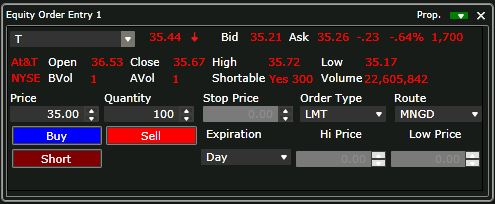 Equity Order Entry 1 Prop.
T 35.44 Bid 35.21 Ask 35.26 -.23 -.64% 1,700
At&T Open 36.53 Close 35.67 High 35.72 Low 35.17
NYSE BVol 1 AVol 1 Shortable Yes 300 Volume 22,605,842
Price Quantity Stop Price Order Type Route
35.00 100 0.00 LMT MNGD
Buy Sell Expiration Hi Price Low Price
Short Day 0.00 0.00